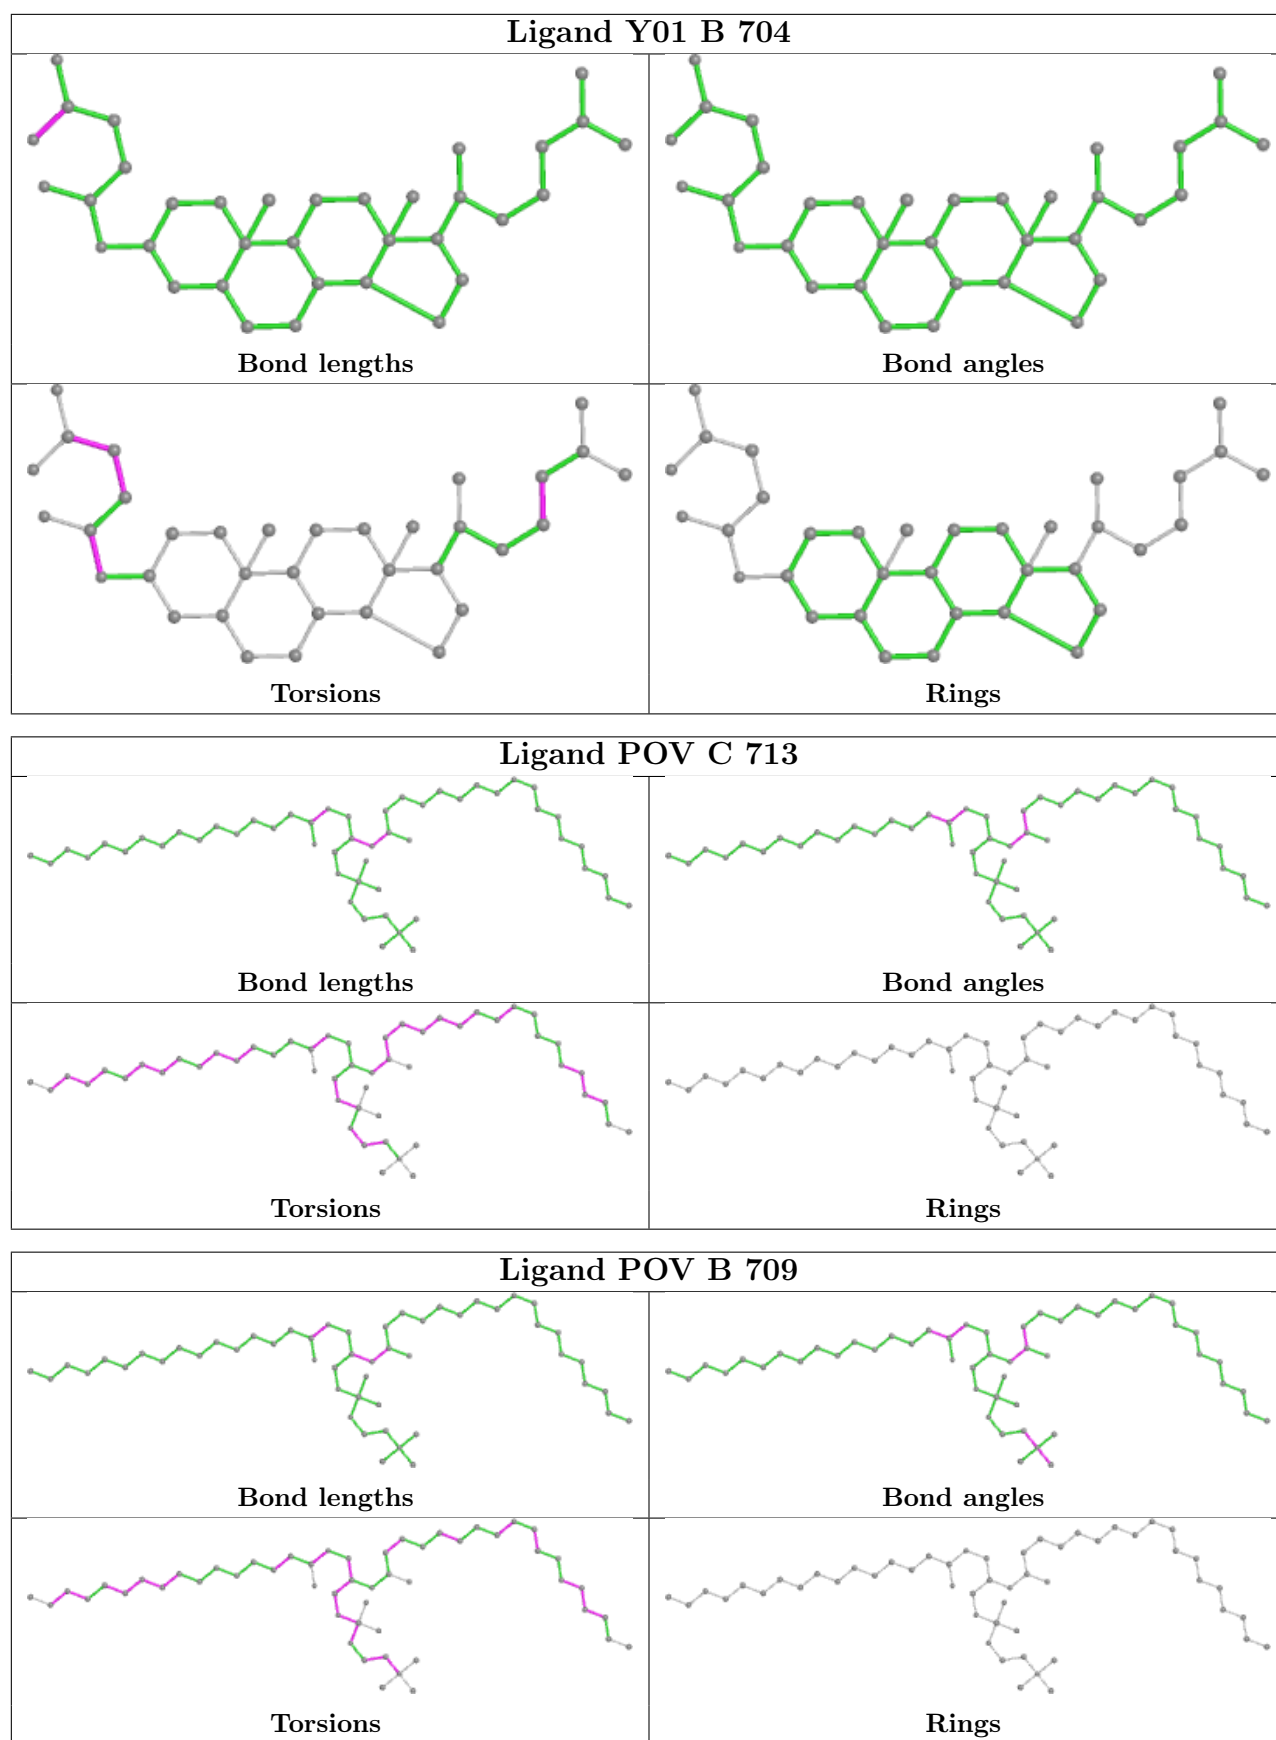 Ligand Y01 B 704
Bond lengths
Bond angles
Torsions
Rings
Ligand POV C 713
Bond lengths
Bond angles
Torsions
Rings
Ligand POV B 709
Bond lengths
Bond angles
Torsions
Rings